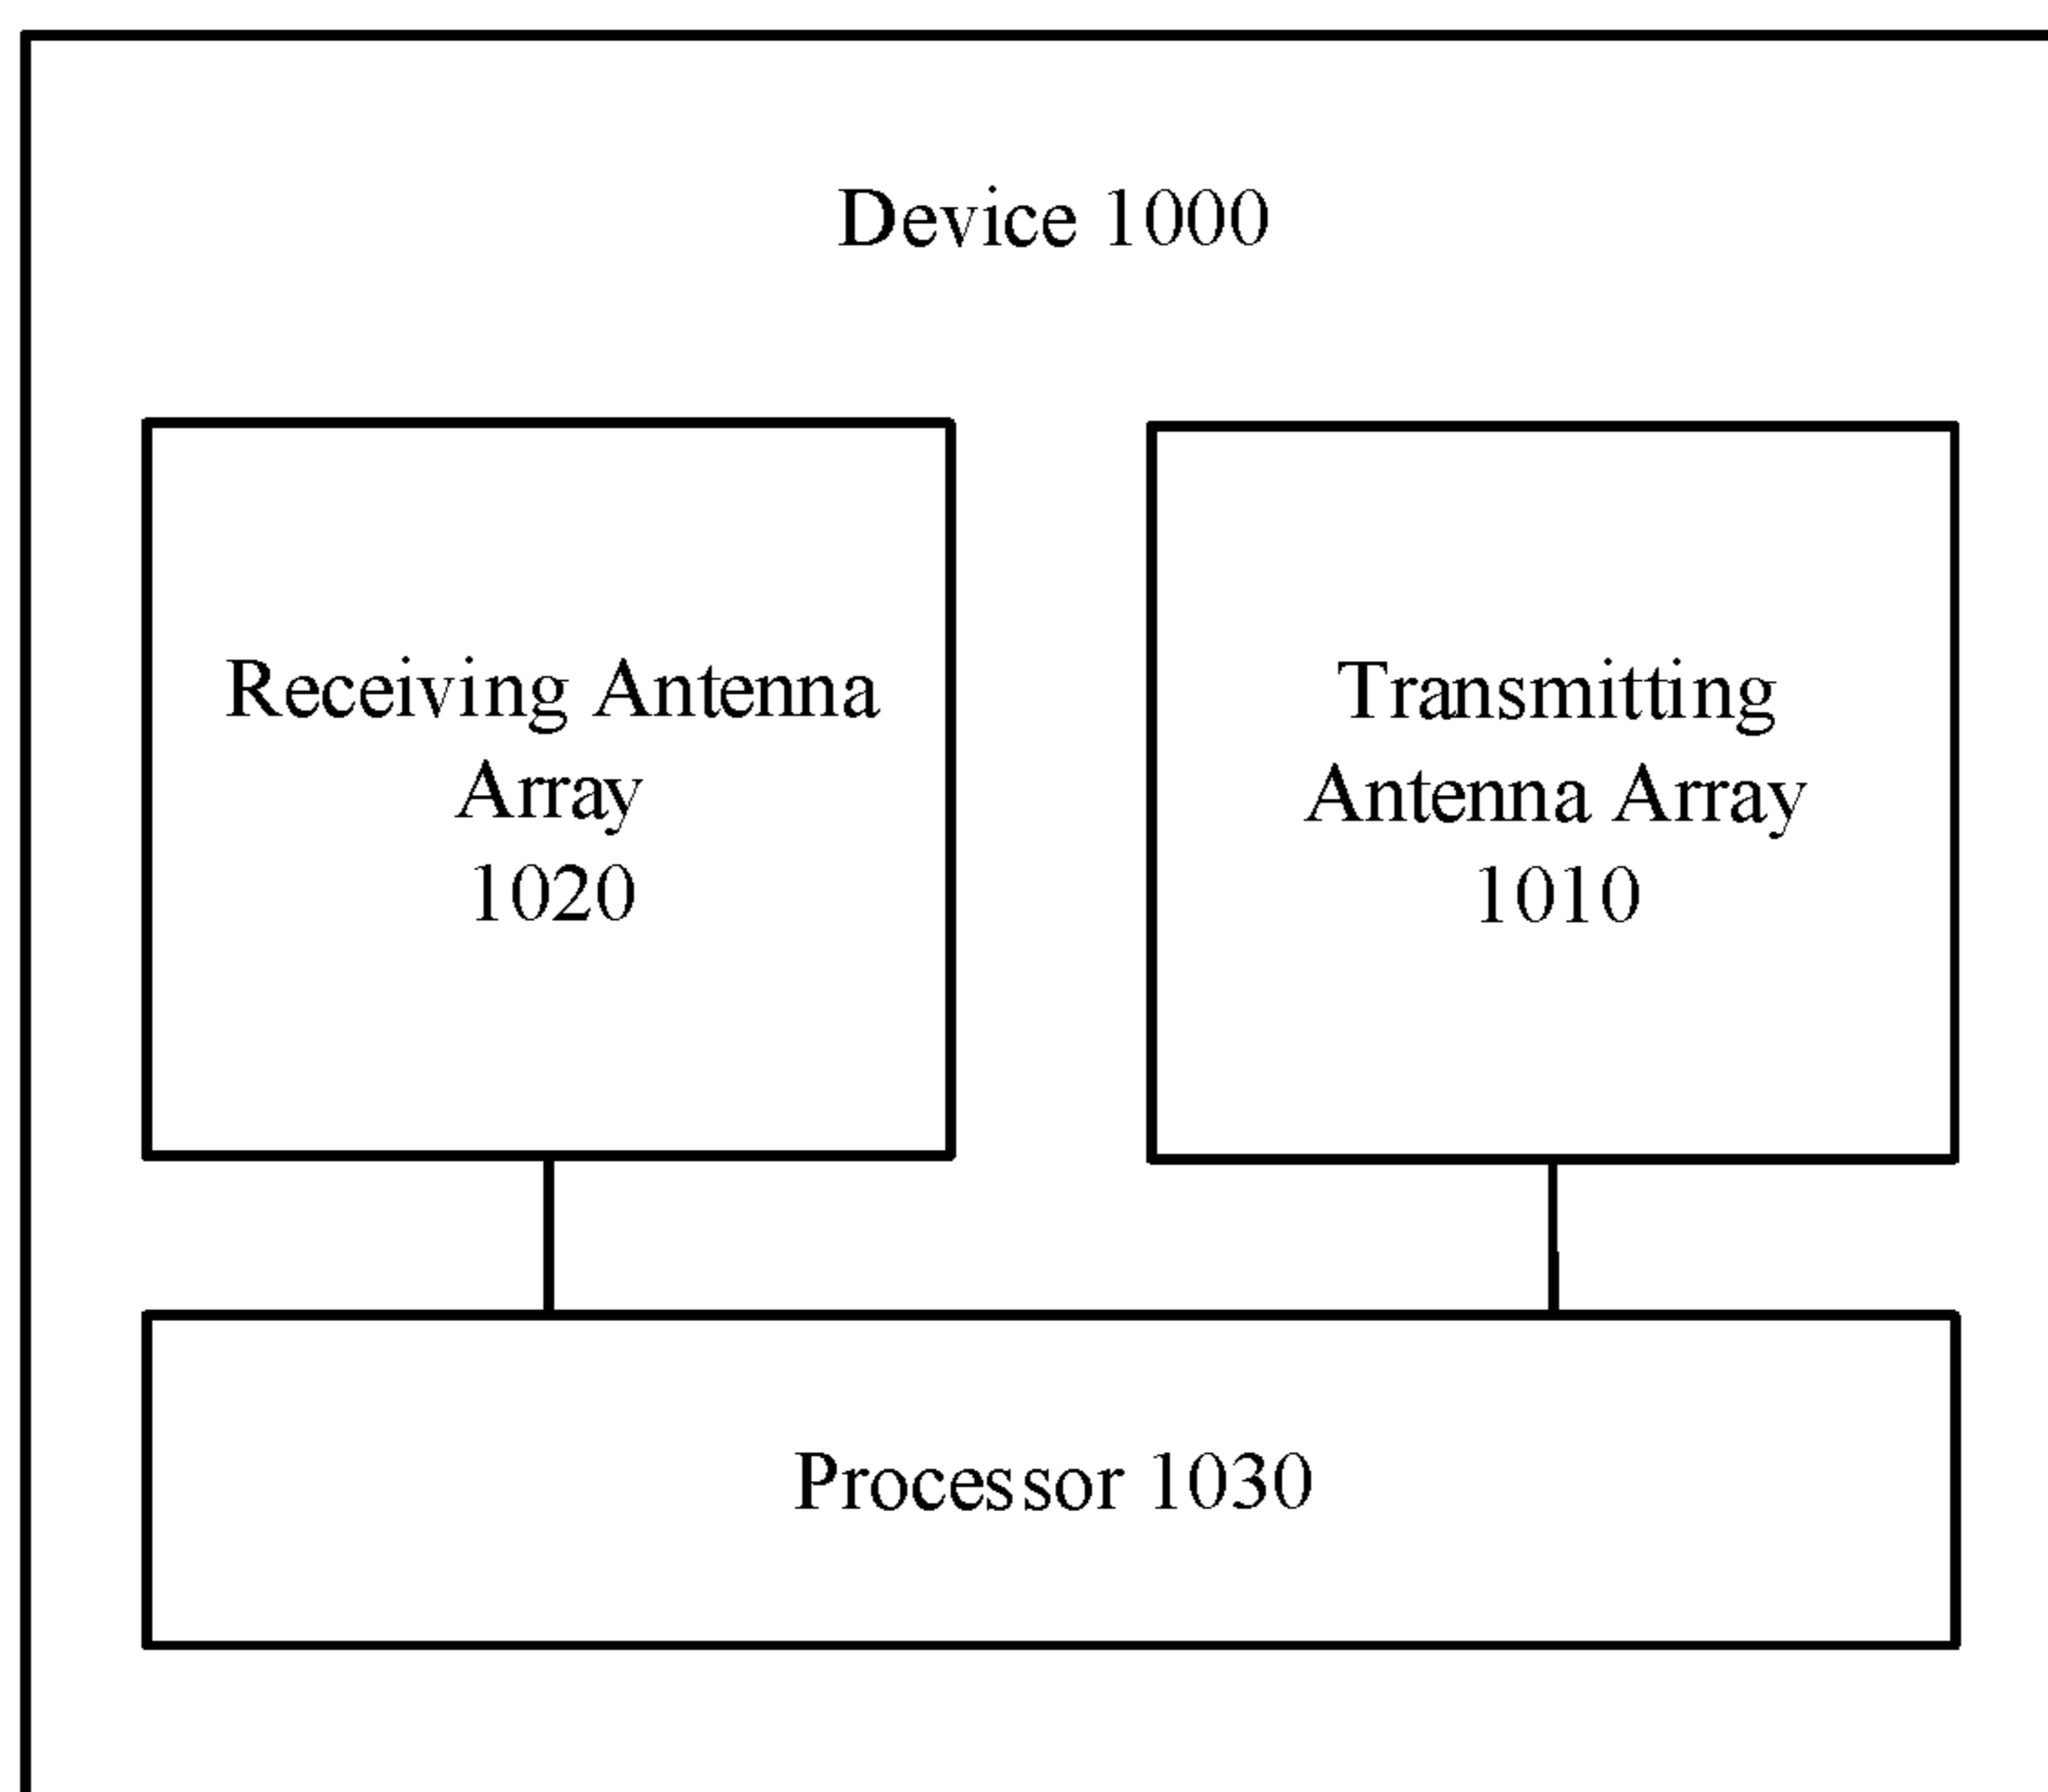 Device 1000
Receiving Antenna
Array
1020
Transmitting
Antenna Array
1010
Processor 1030